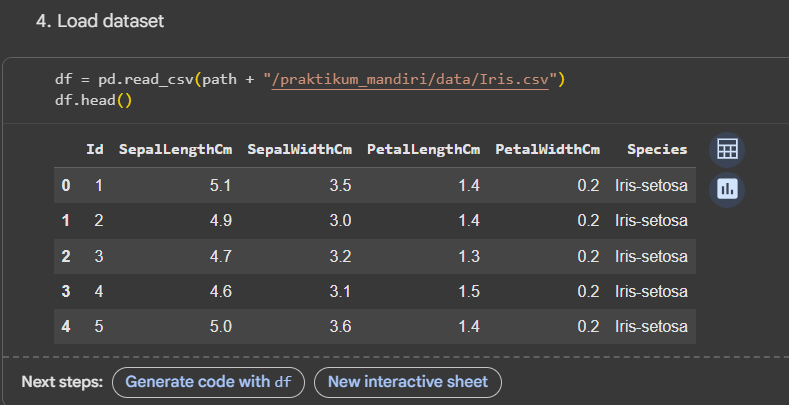 4. Load dataset
df = pd.read_csv(path + "/praktikum_mandiri/data/Iris.csv")
df.head()
Id SepalLengthCm SepalWidthCm PetalLengthCm PetalWidthCm Species
0 1 5.1 3.5 1.4 0.2 Iris-setosa
1 2 4.9 3.0 1.4 0.2 Iris-setosa
2 3 4.7 3.2 1.3 0.2 Iris-setosa
3 4 4.6 3.1 1.5 0.2 Iris-setosa
4 5 5.0 3.6 1.4 0.2 Iris-setosa
Next steps: Generate code with df New interactive sheet